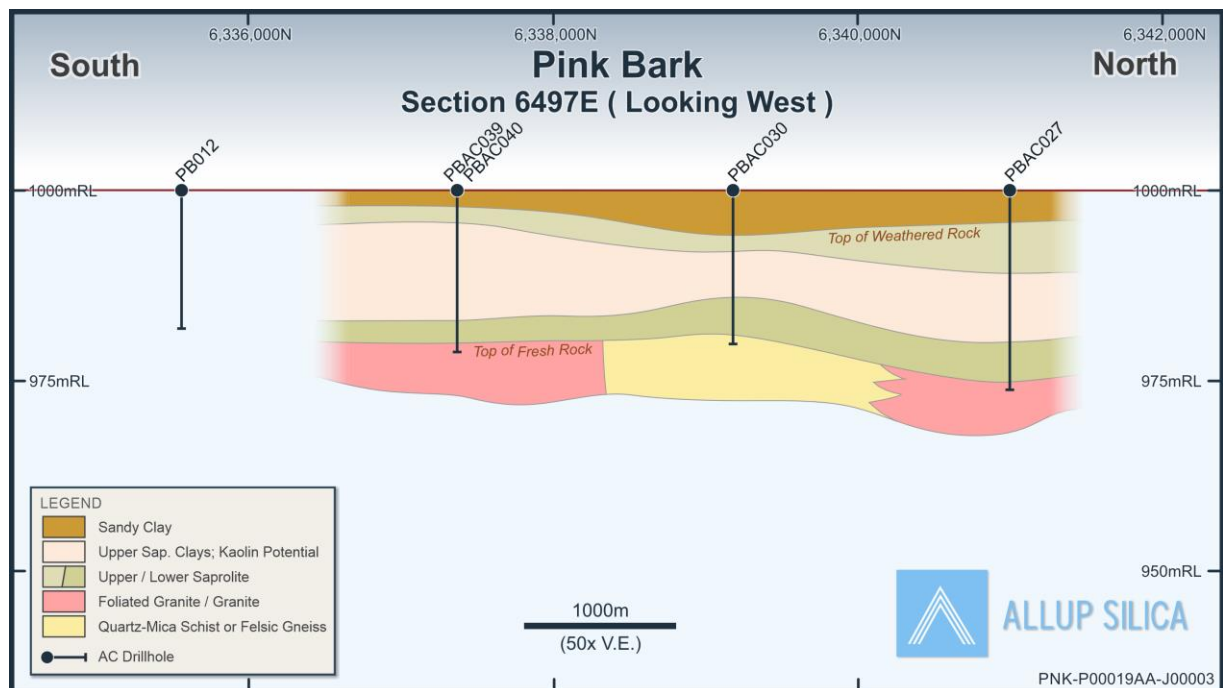 6,336,000N
6,338,000N
6,340,000N
6,342,000N
South
Pink Bark
North
Section 6497E ( Looking West )
PB012
PBAC039
PBAC040
PBAC030
PBAC027
1000mRL
1000mRL
Top of Weathered Rock
Top of Fresh Rock
975mRL
975mRL
950mRL
LEGEND
Sandy Clay
Upper Sap. Clays; Kaolin Potential
Upper / Lower Saprolite
Foliated Granite / Granite
Quartz-Mica Schist or Felsic Gneiss
AC Drillhole
1000m
(50x V.E.)
ALLUP SILICA
PNK-P00019AA-J00003